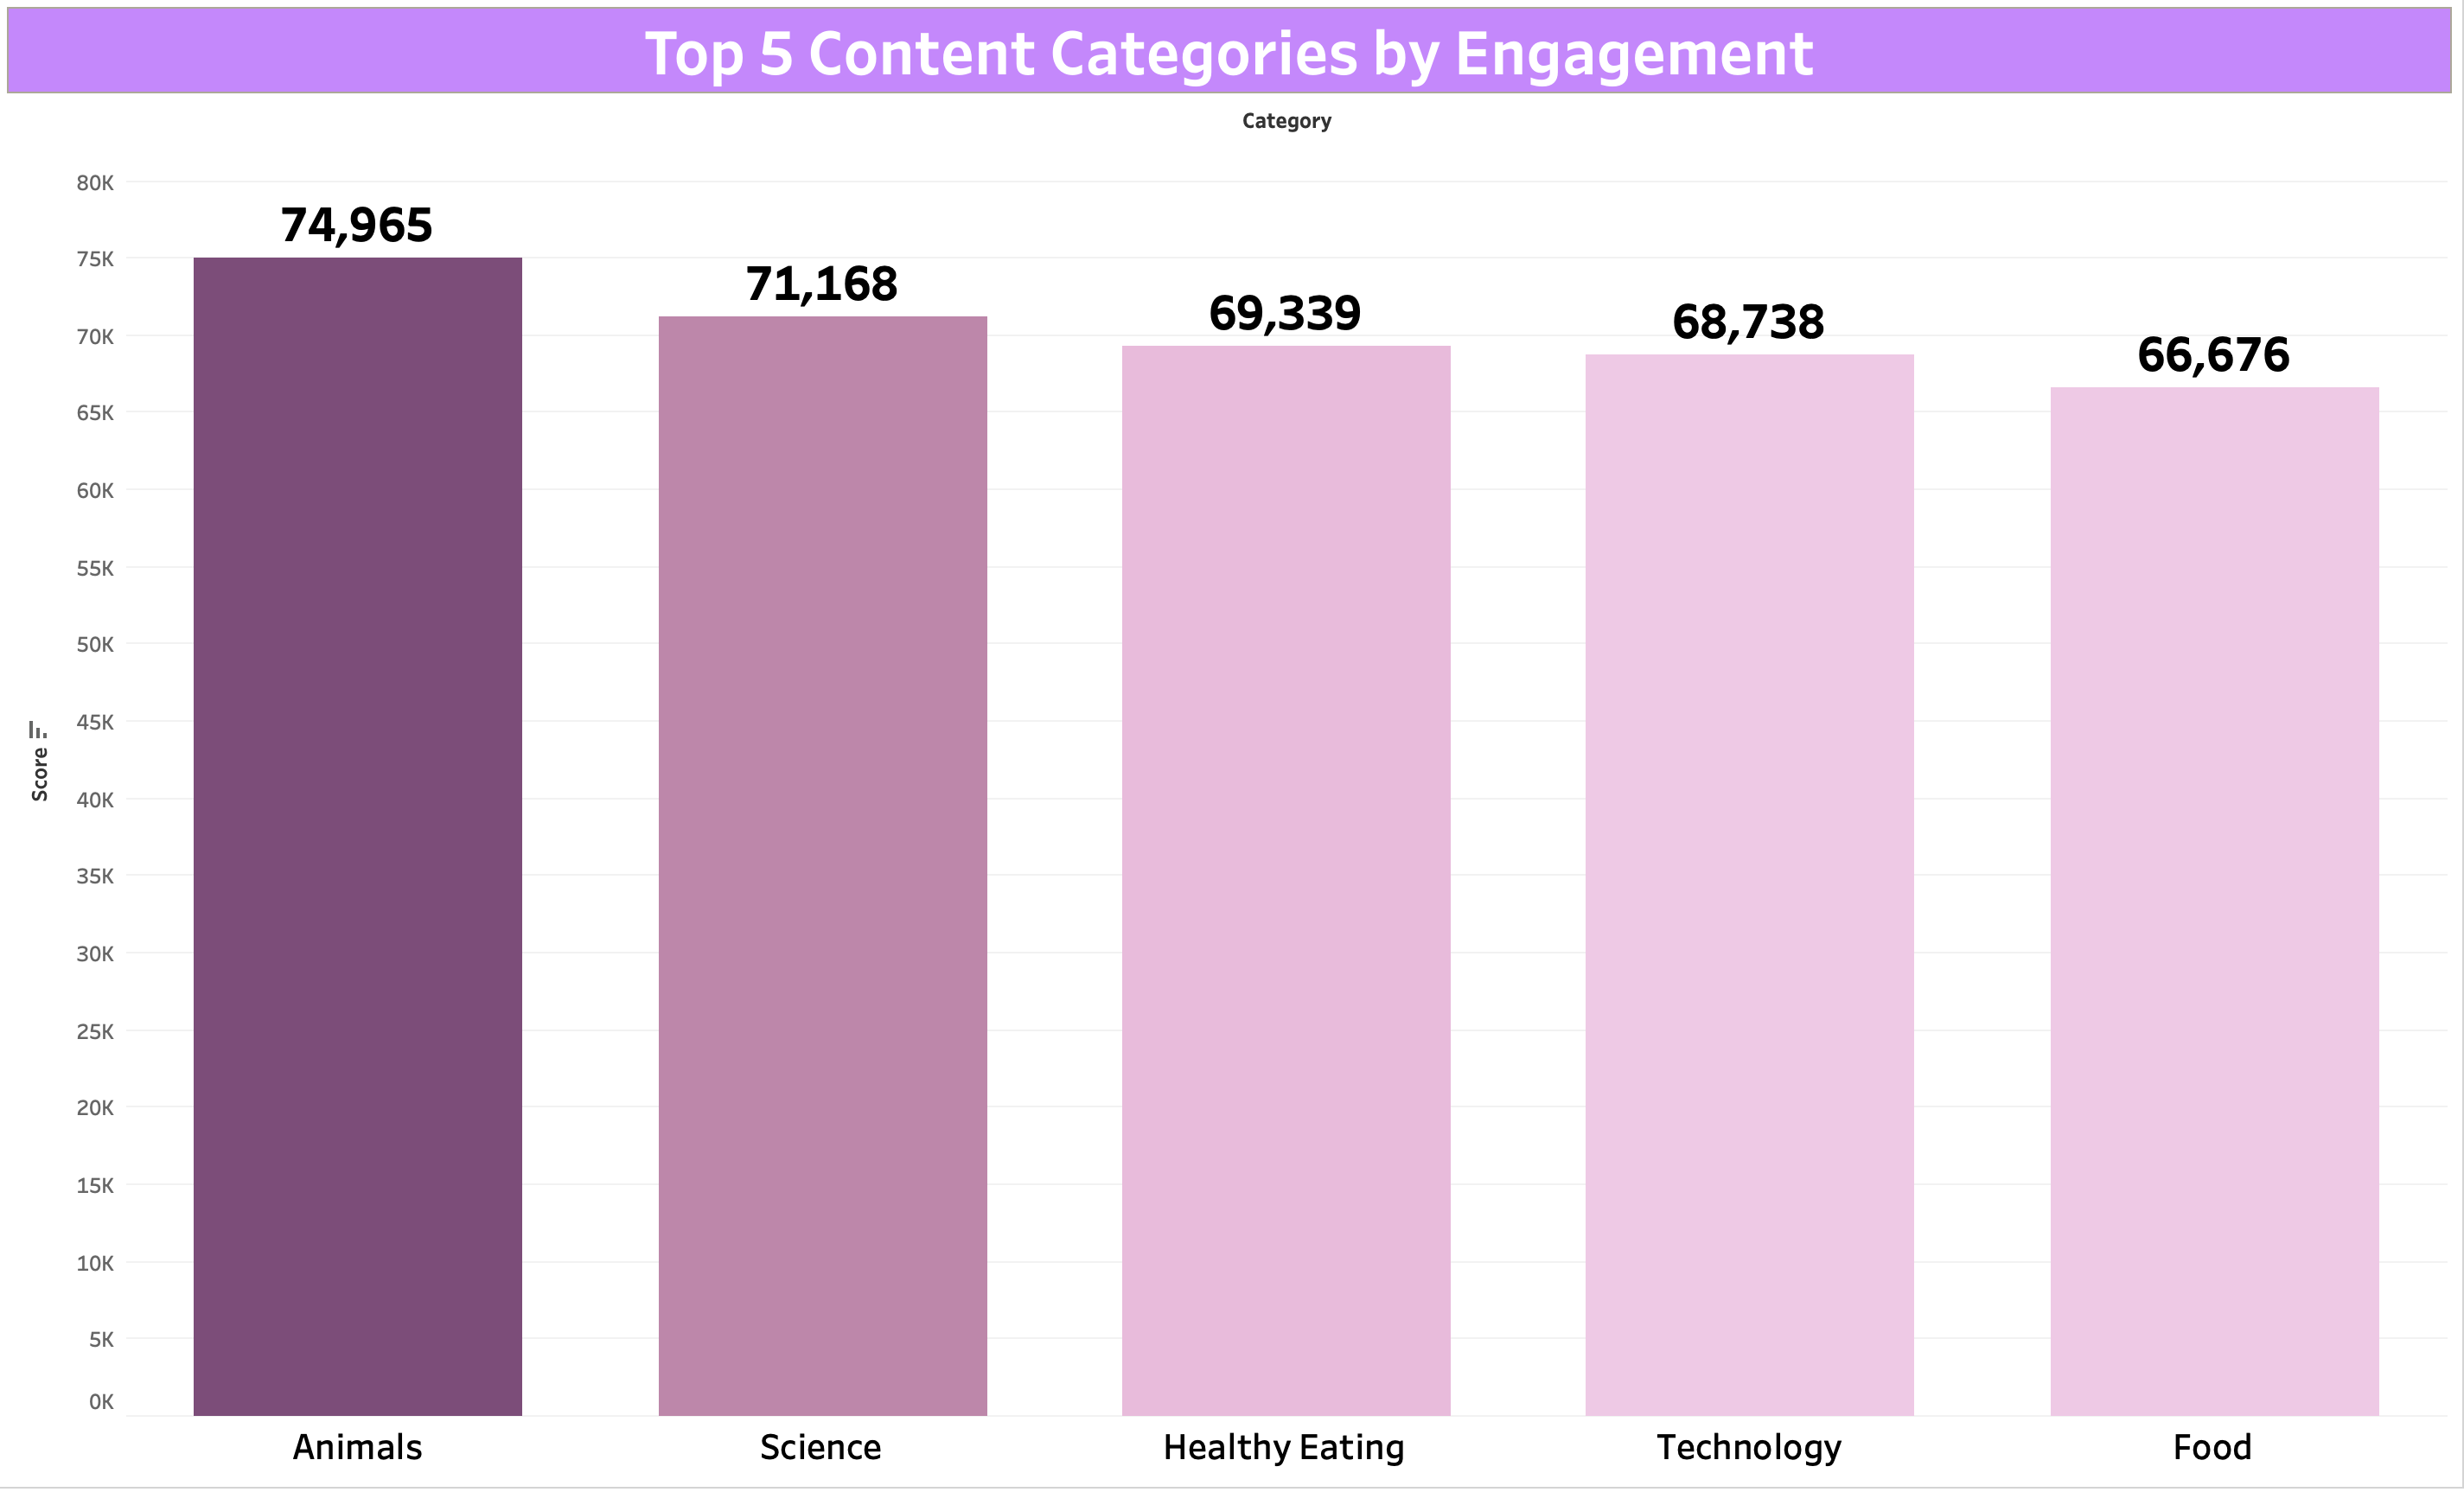 Top 5 Content Categories by Engagement
Category
80K
75K
70K
65K
60K
55K
50K
45K
40K
35K
30K
25K
20K
15K
10K
5K
0K
Score
74,965
71,168
69,339
68,738
66,676
Animals
Science
Healthy Eating
Technology
Food